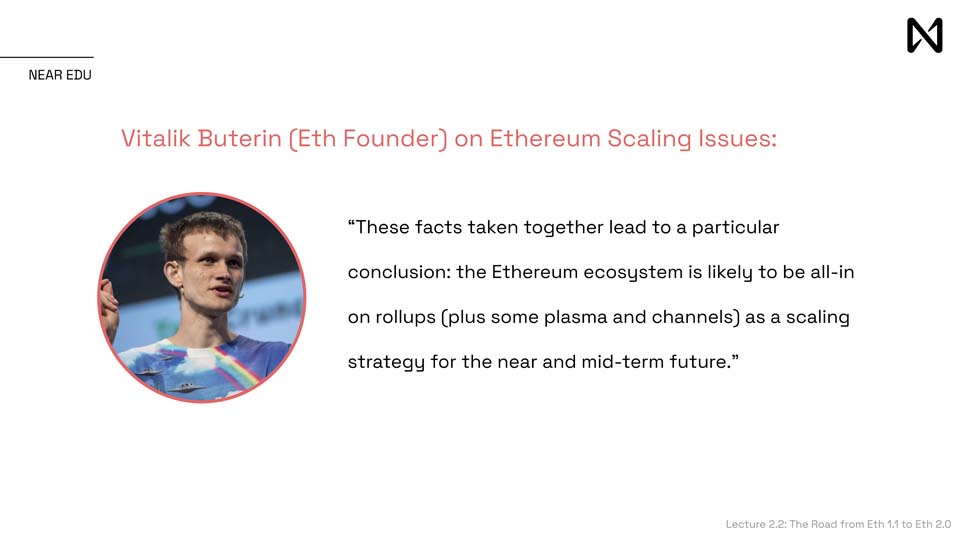 NEAR EDU
Vitalik Buterin (Eth Founder) on Ethereum Scaling Issues:
“These facts taken together lead to a particular
conclusion: the Ethereum ecosystem is likely to be all-in
on rollups (plus some plasma and channels) as a scaling
strategy for the near and mid-term future.”
Lecture 2.2: The Road from Eth 1.1 to Eth 2.0